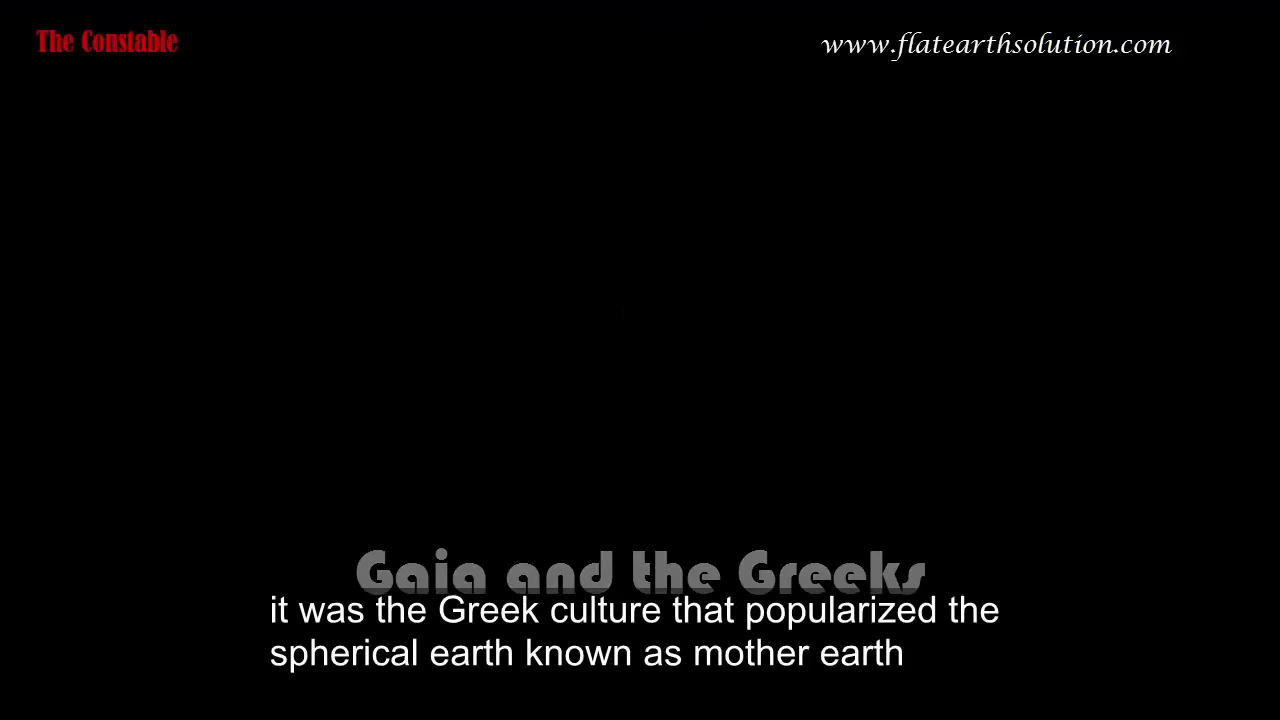 The Constable
www.flatearthsolution.com
Gaia and the Greeks
it was the Greek culture that popularized the
spherical earth known as mother earth